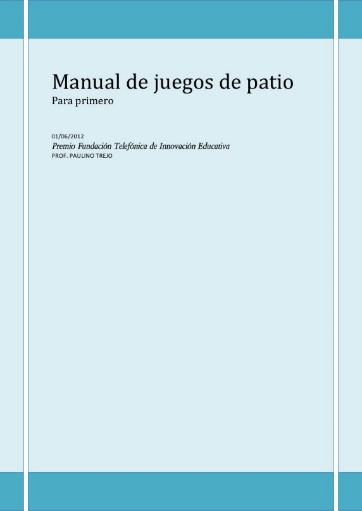 Manual de juegos de patio
Para primero
01/06/2012
Premio Fundación Telefónica de Innovación Educativa
PROF. PAULINO TREJO